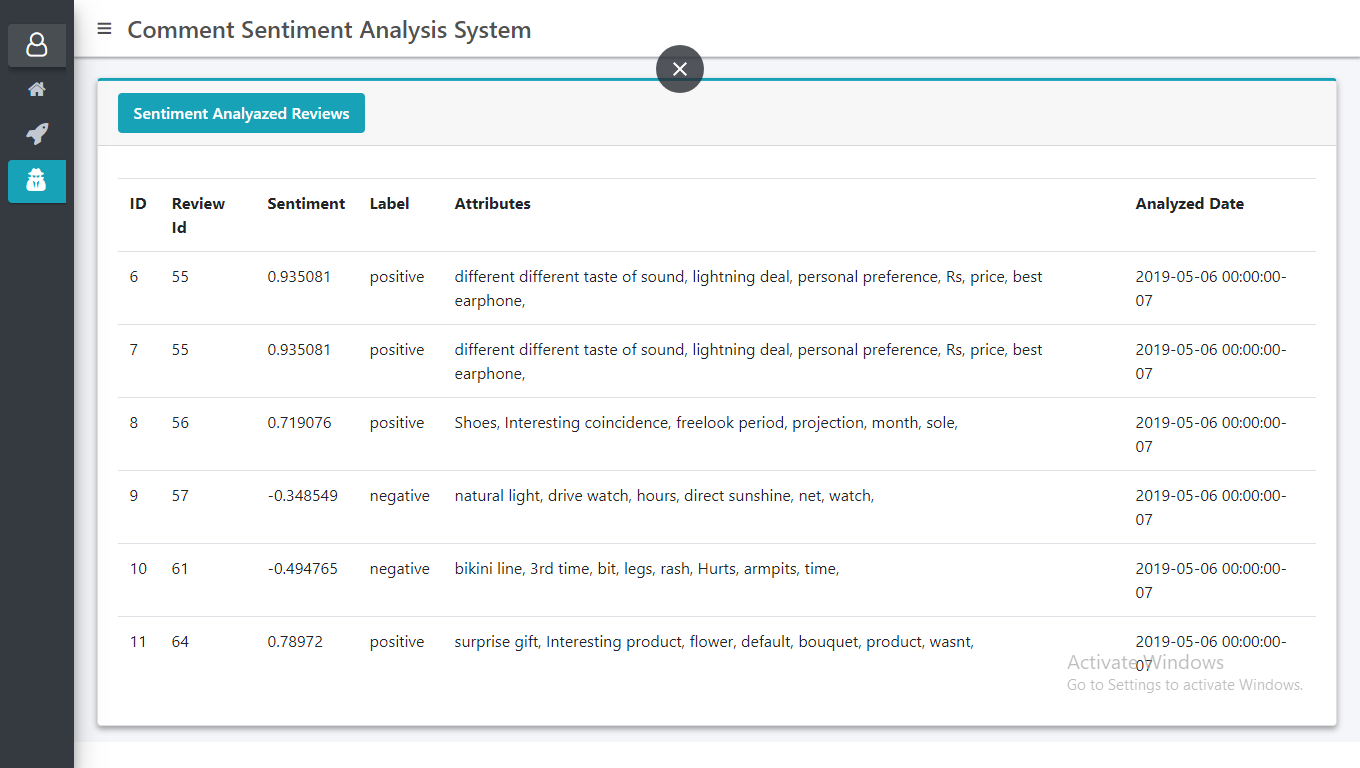 Comment Sentiment Analysis System
Sentiment Analyazed Reviews
ID Review Id Sentiment Label Attributes Analyzed Date
6 55 0.935081 positive different different taste of sound, lightning deal, personal preference, Rs, price, best earphone, 2019-05-06 00:00:00-07
7 55 0.935081 positive different different taste of sound, lightning deal, personal preference, Rs, price, best earphone, 2019-05-06 00:00:00-07
8 56 0.719076 positive Shoes, Interesting coincidence, freelook period, projection, month, sole, 2019-05-06 00:00:00-07
9 57 -0.348549 negative natural light, drive watch, hours, direct sunshine, net, watch, 2019-05-06 00:00:00-07
10 61 -0.494765 negative bikini line, 3rd time, bit, legs, rash, Hurts, armpits, time, 2019-05-06 00:00:00-07
11 64 0.78972 positive surprise gift, Interesting product, flower, default, bouquet, product, wasnt, 2019-05-06 00:00:00-07
Activate Windows
Go to Settings to activate Windows.